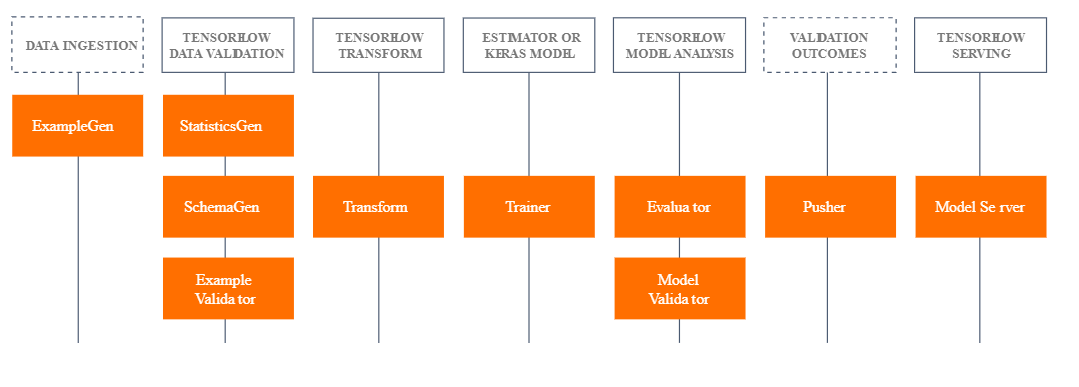 DATA INGESTION
TENSORFLOW
DATA VALIDATION
TENSORFLOW
TRANSFORM
ESTIMATOR OR
KERAS MODEL
TENSORFLOW
MODEL ANALYSIS
VALIDATION
OUTCOMES
TENSORFLOW
SERVING
ExampleGen
StatisticsGen
SchemaGen
Transform
Trainer
Evalua tor
Pusher
Model Se rver
Example
Valida tor
Model
Valida tor